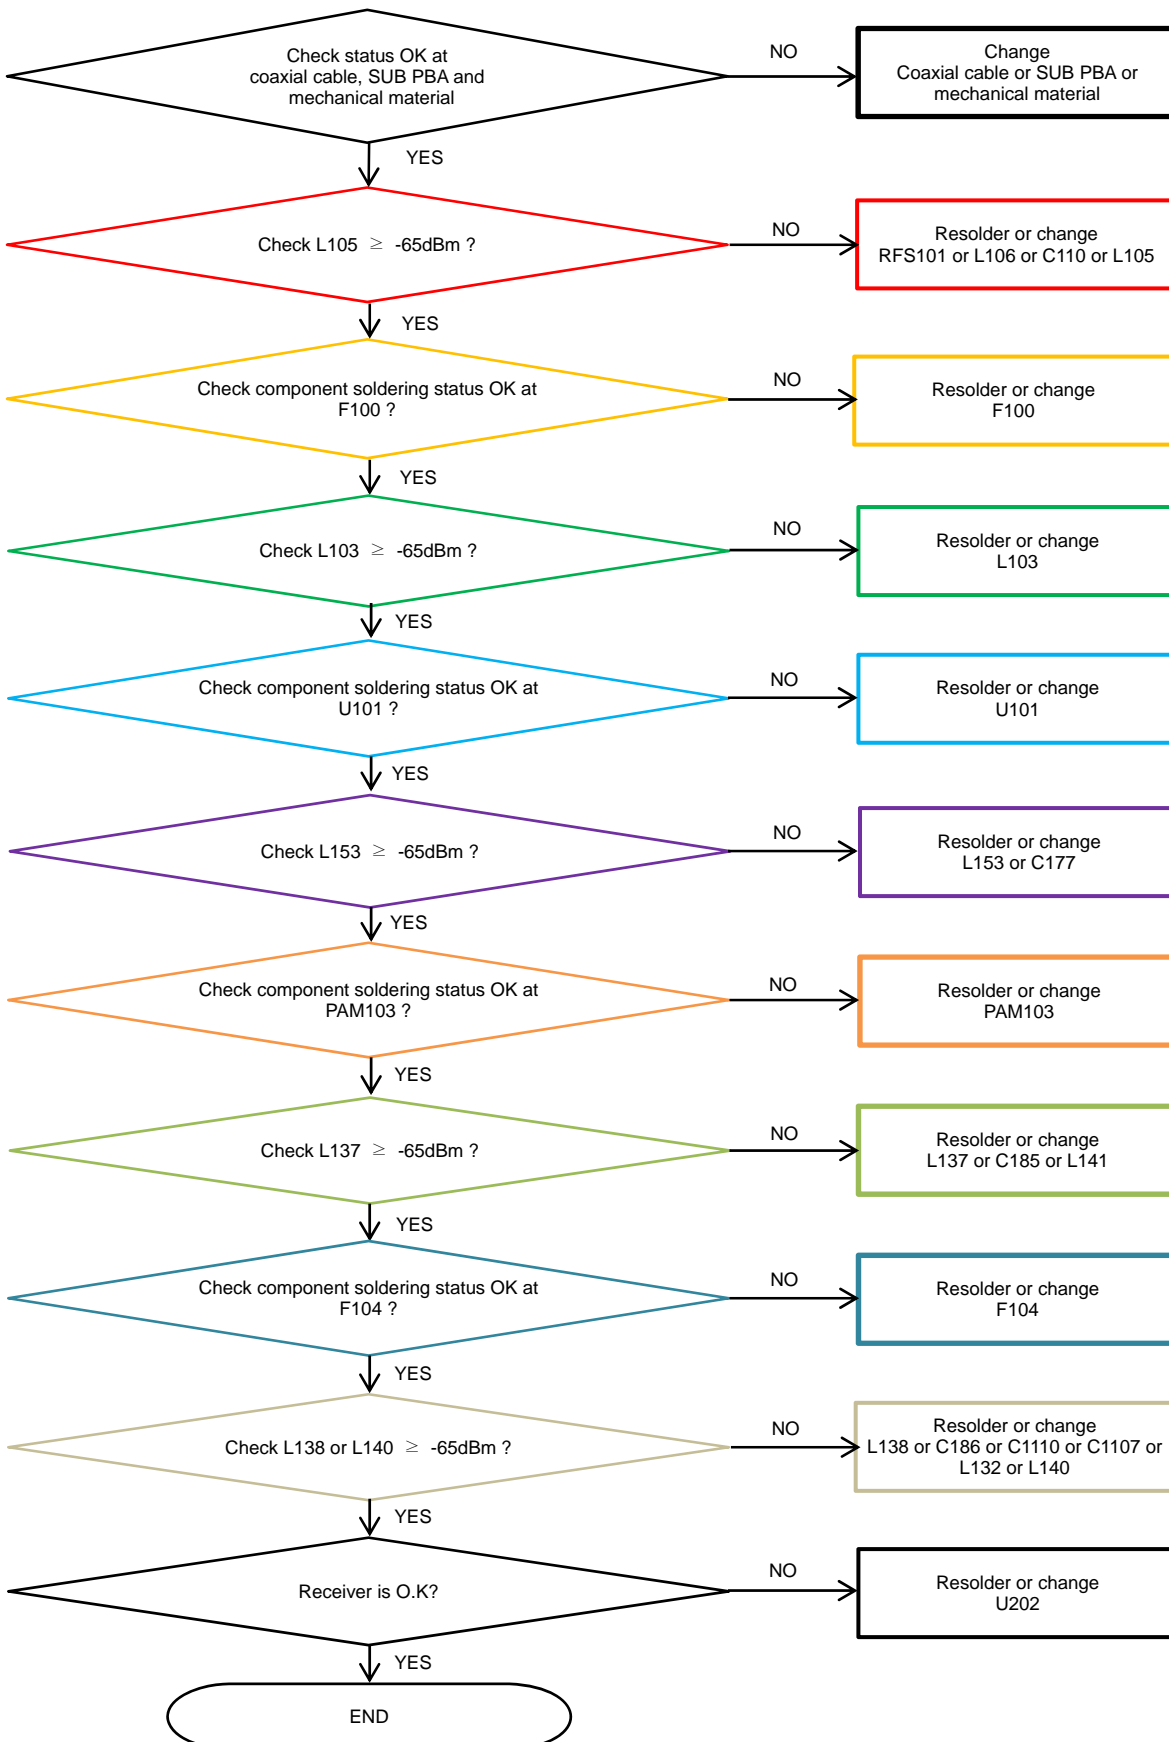 Check status OK at
coaxial cable, SUB PBA and
mechanical material
NO
Change
Coaxial cable or SUB PBA or
mechanical material
YES
Check L105 ≥ -65dBm ?
NO
Resolder or change
RFS101 or L106 or C110 or L105
YES
Check component soldering status OK at
F100 ?
NO
Resolder or change
F100
YES
Check L103 ≥ -65dBm ?
NO
Resolder or change
L103
YES
Check component soldering status OK at
U101 ?
NO
Resolder or change
U101
YES
Check L153 ≥ -65dBm ?
NO
Resolder or change
L153 or C177
YES
Check component soldering status OK at
PAM103 ?
NO
Resolder or change
PAM103
YES
Check L137 ≥ -65dBm ?
NO
Resolder or change
L137 or C185 or L141
YES
Check component soldering status OK at
F104 ?
NO
Resolder or change
F104
YES
Check L138 or L140 ≥ -65dBm ?
NO
Resolder or change
L138 or C186 or C1110 or C1107 or
L132 or L140
YES
Receiver is O.K?
NO
Resolder or change
U202
YES
END